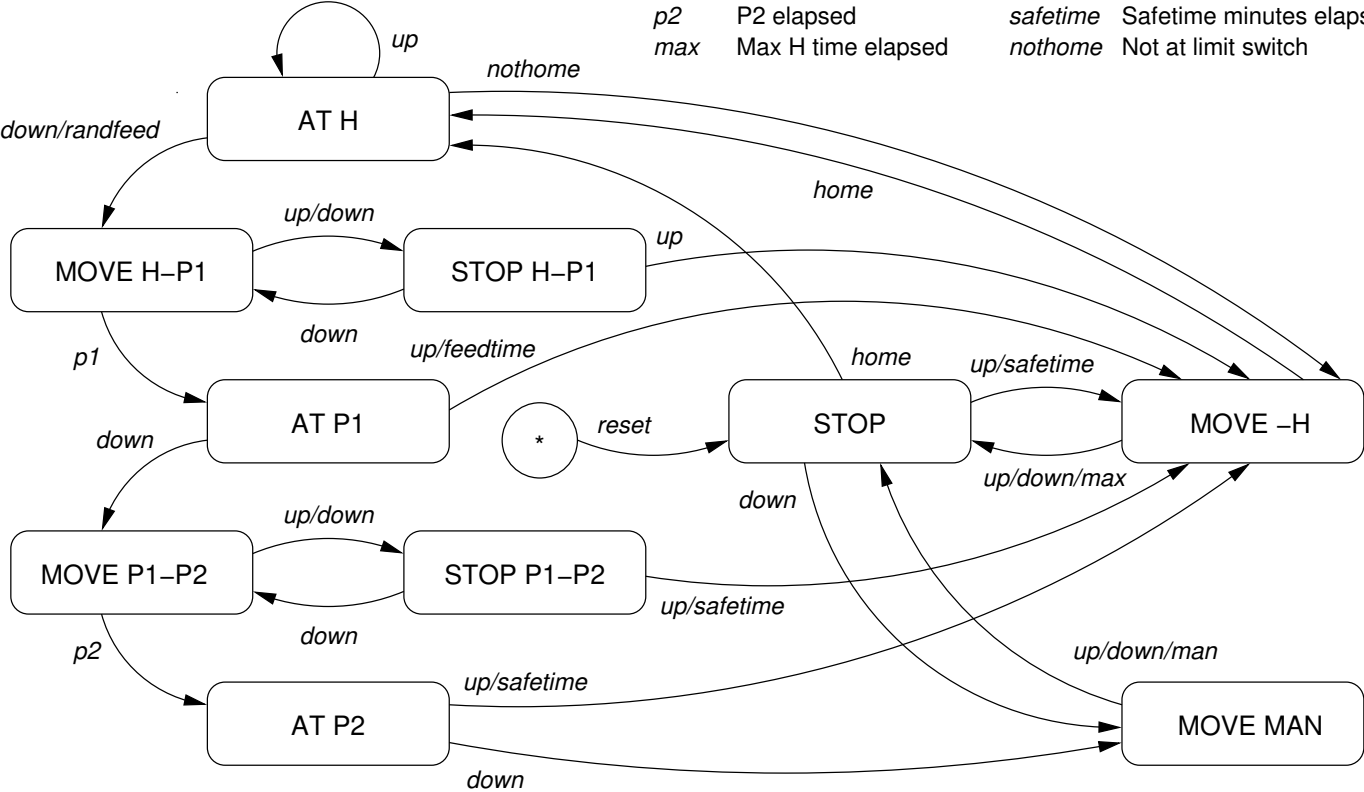 p2 P2 elapsed safetime Safetime minutes elaps
max Max H time elapsed nothome Not at limit switch
up
nothome
AT H
down/randfeed
home
up/down
up
MOVE H–P1
STOP H–P1
down
p1
up/feedtime
home
up/safetime
AT P1
reset
STOP
MOVE –H
down
*
up/down/max
down
up/down
MOVE P1–P2
STOP P1–P2
up/safetime
down
p2
up/down/man
up/safetime
AT P2
MOVE MAN
down